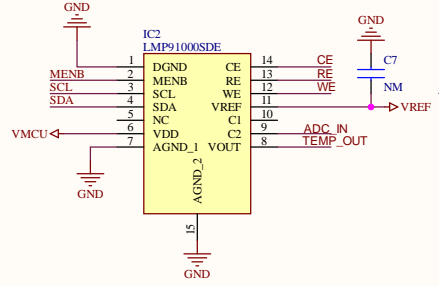 GND
IC2
LMP91000SDE
GND
1 DGND CE 14 CE
MENB 2 MENB RE 13 RE
SCL 3 SCL WE 12 WE
SDA 4 SDA VREF 11 VREF
5 NC C1 10
VMCU 6 VDD C2 9 ADC_IN
7 AGND_1 VOUT 8 TEMP_OUT
C7
NM
AGND_2
15
GND
GND